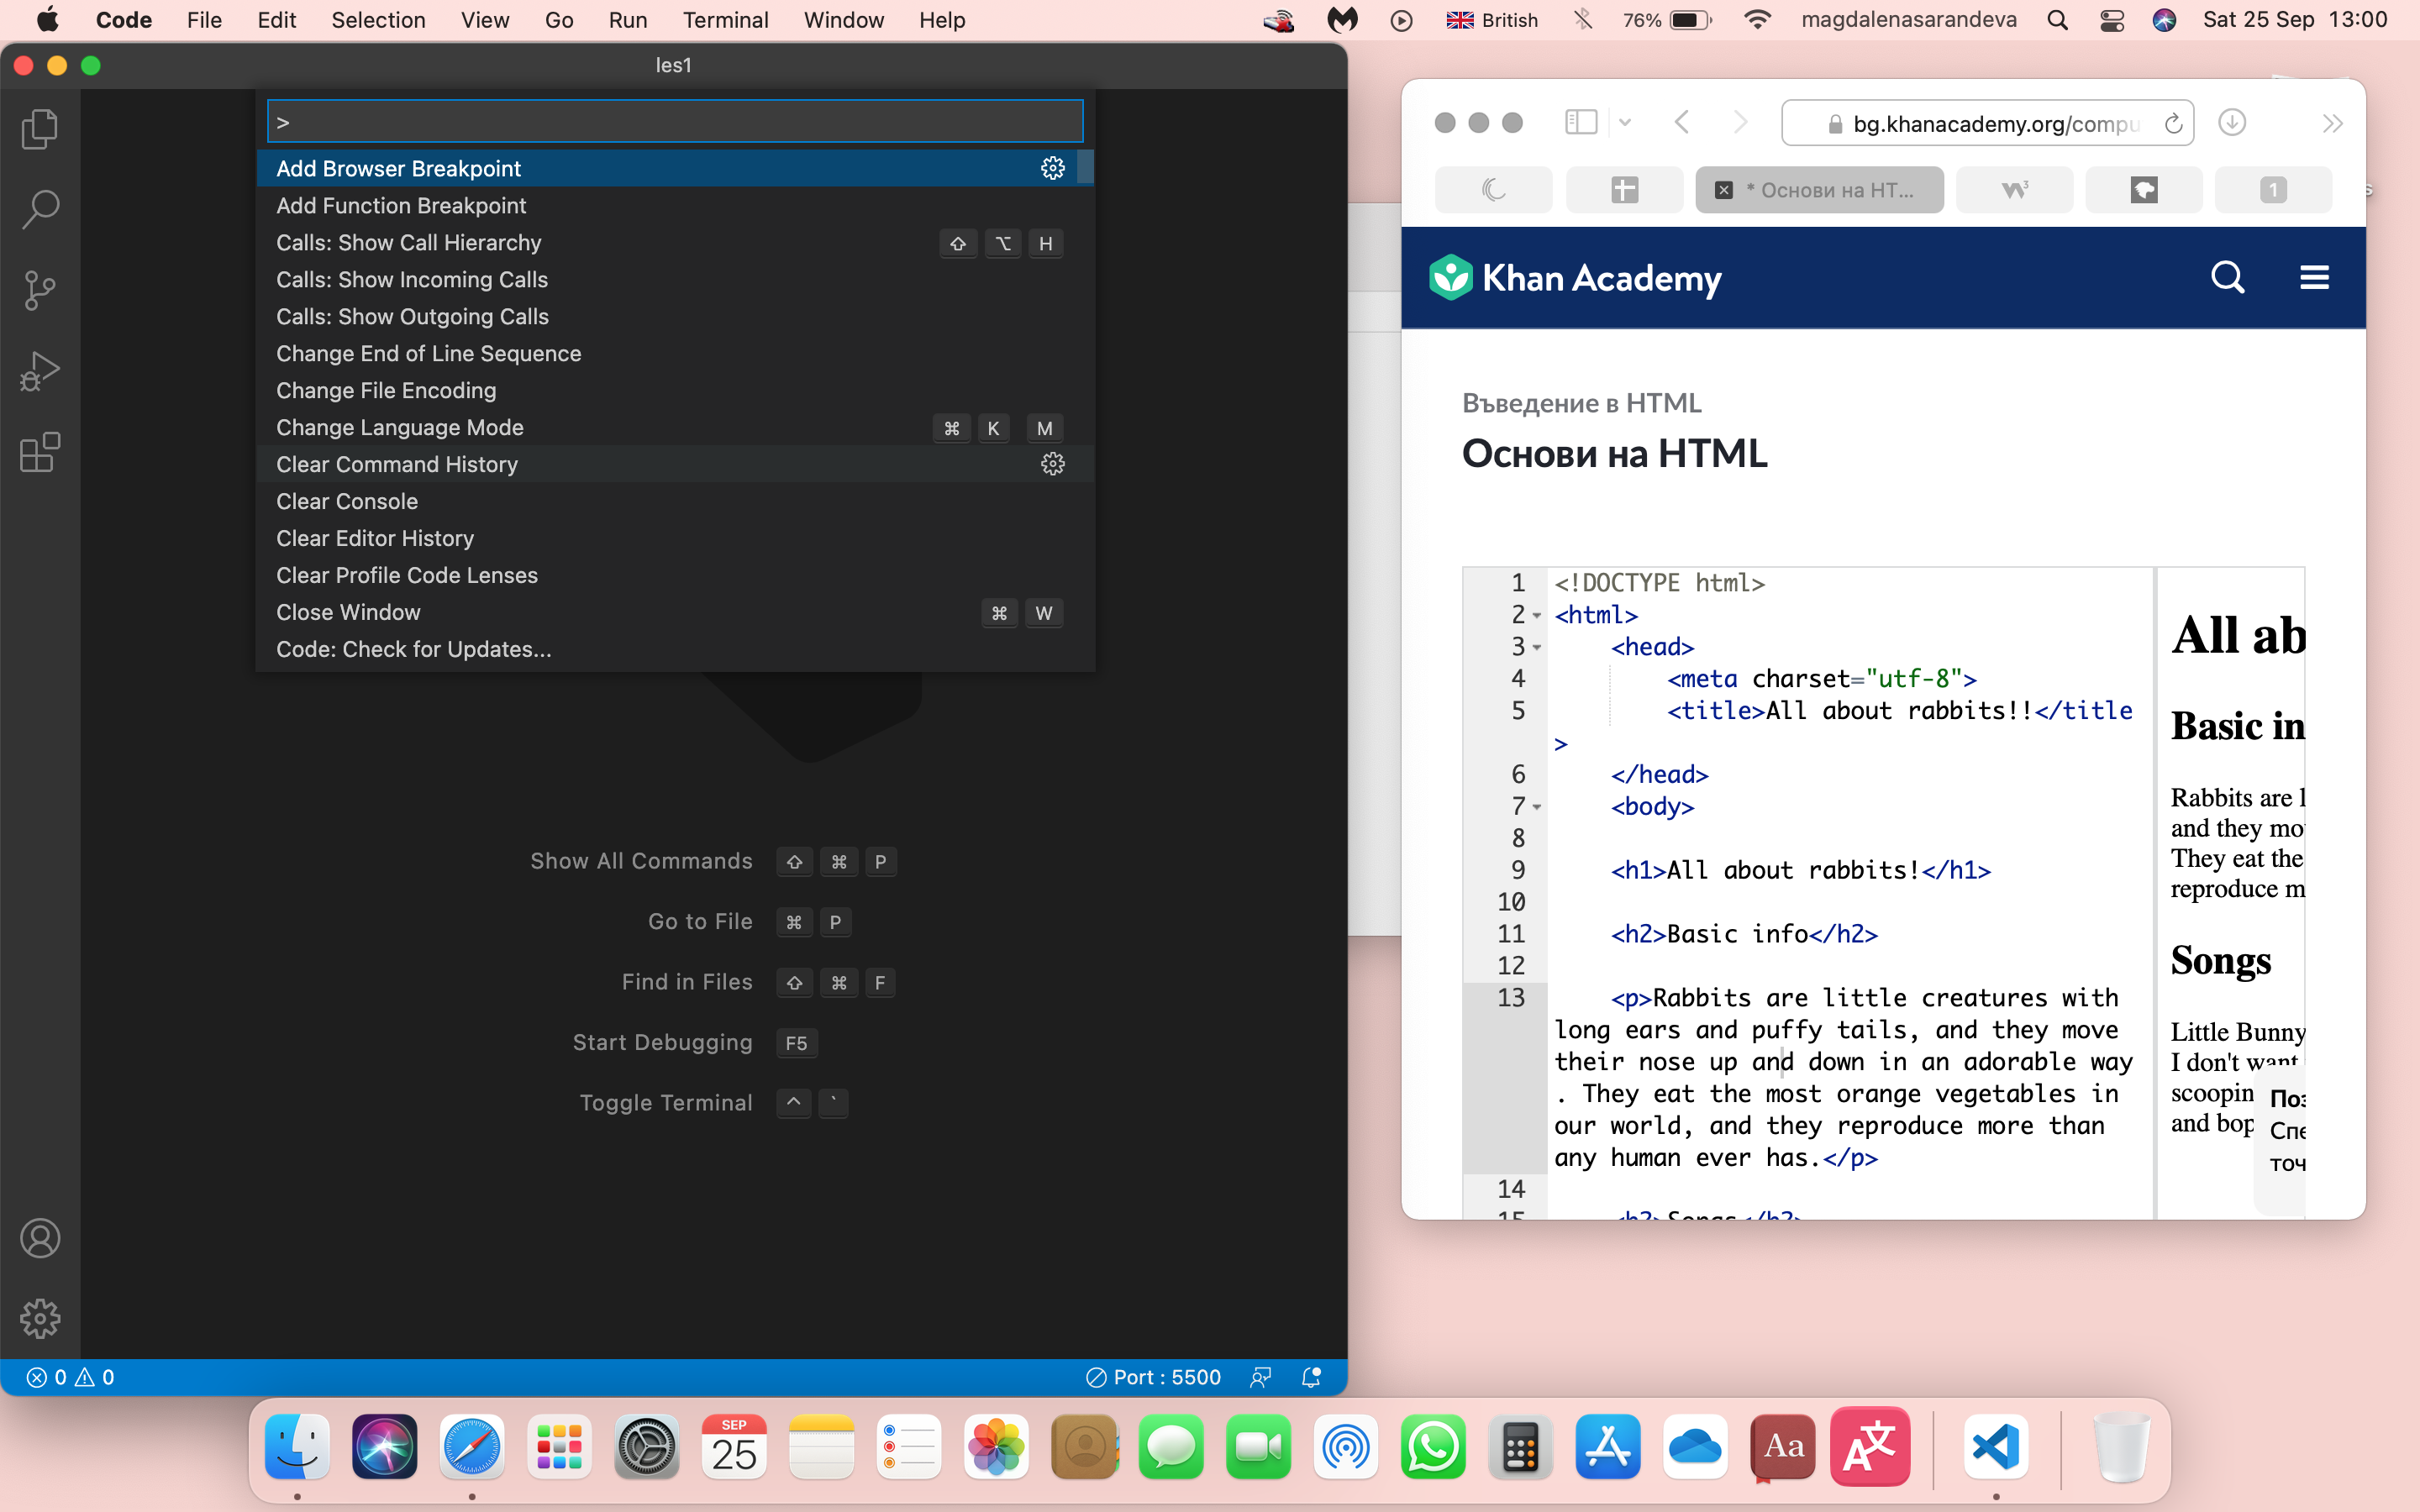 Code File Edit Selection View Go Run Terminal Window Help
British 76% magdalenasarandeva Sat 25 Sep 13:00
les1
>
Add Browser Breakpoint
Add Function Breakpoint
Calls: Show Call Hierarchy ⇧ ⌥ H
Calls: Show Incoming Calls
Calls: Show Outgoing Calls
Change End of Line Sequence
Change File Encoding
Change Language Mode ⌘ K M
Clear Command History
Clear Console
Clear Editor History
Clear Profile Code Lenses
Close Window ⌘ W
Code: Check for Updates...
Show All Commands ⇧ ⌘ P
Go to File ⌘ P
Find in Files ⇧ ⌘ F
Start Debugging F5
Toggle Terminal ^ `
0 0
Port : 5500
bg.khanacademy.org/compu
* Основи на HT...
1
Khan Academy
Въведение в HTML
Основи на HTML
1 <!DOCTYPE html>
2 <html>
3 <head>
4 <meta charset="utf-8">
5 <title>All about rabbits!!</title
>
6 </head>
7 <body>
8
9 <h1>All about rabbits!</h1>
10
11 <h2>Basic info</h2>
12
13 <p>Rabbits are little creatures with
long ears and puffy tails, and they move
their nose up and down in an adorable way
. They eat the most orange vegetables in
our world, and they reproduce more than
any human ever has.</p>
14
15 <h2>Songs</h2>
All ab
Basic in
Rabbits are l
and they mo
They eat the
reproduce m
Songs
Little Bunny
I don't want
scoopin
and bop
Поз
Спе
точ
SEP
25
Aa